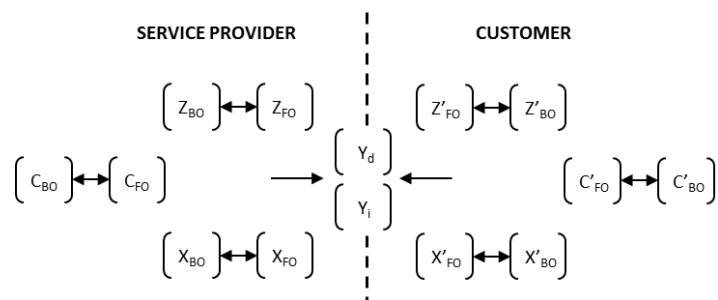 SERVICE PROVIDER CUSTOMER
Z_BO Z_FO Z'_FO Z'_BO
Y_d
C_BO C_FO C'_FO C'_BO
Y_i
X_BO X_FO X'_FO X'_BO